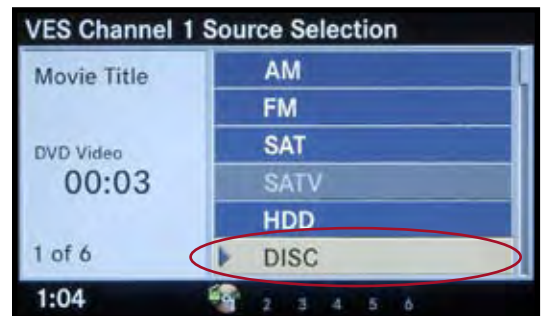 VES Channel 1 Source Selection
Movie Title
DVD Video
00:03
1 of 6
AM
FM
SAT
SATV
HDD
DISC
1:04
2 3 4 5 6